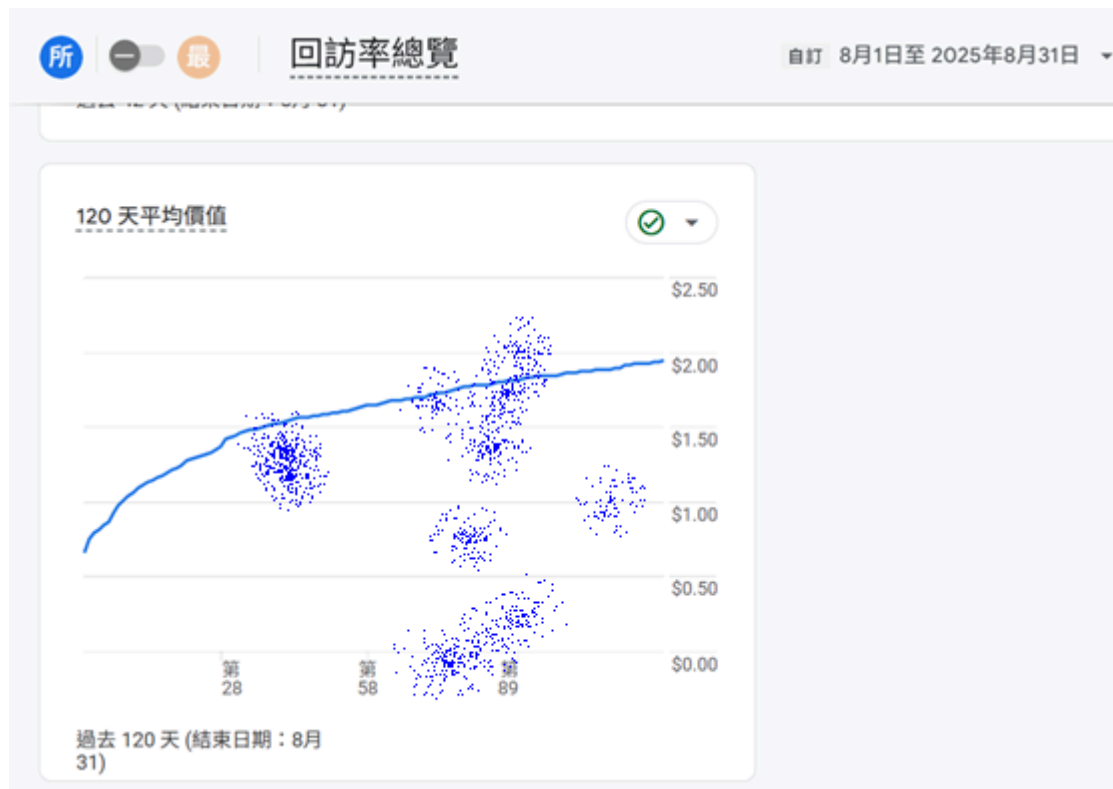 所 最 回訪率總覽 自訂 8月1日至 2025年8月31日
120 天平均價值
$2.50
$2.00
$1.50
$1.00
$0.50
$0.00
第 第 第
28 58 89
過去 120 天 (結束日期：8月
31)